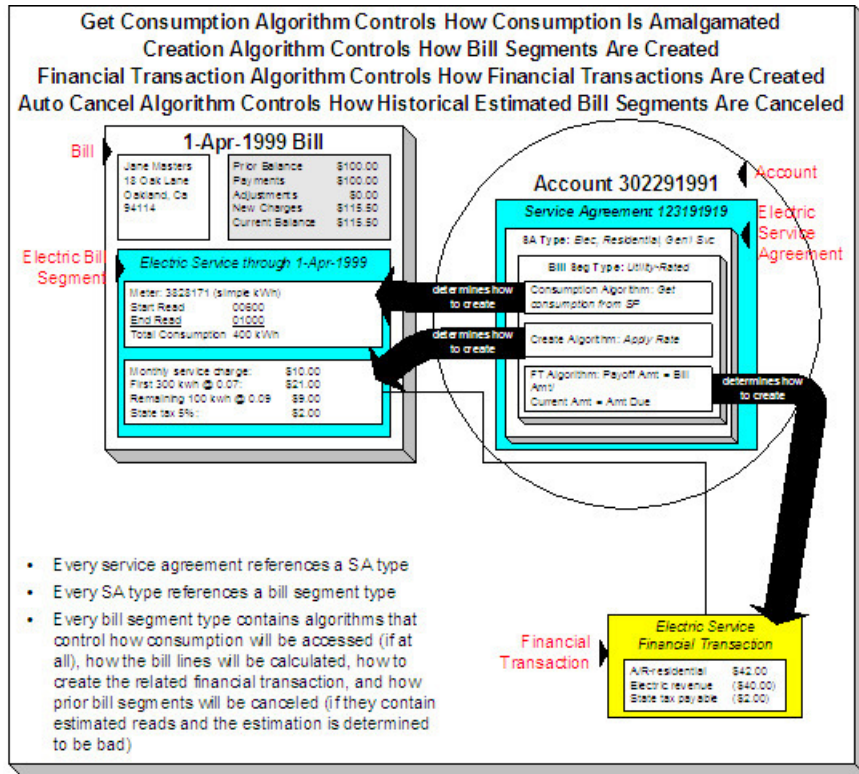 Get Consumption Algorithm Controls How Consumption Is Amalgamated
Creation Algorithm Controls How Bill Segments Are Created
Financial Transaction Algorithm Controls How Financial Transactions Are Created
Auto Cancel Algorithm Controls How Historical Estimated Bill Segments Are Canceled
Bill
1-Apr-1999 Bill
Jane Masters
18 Oak Lane
Oakland, Ca
94114
Prior Balance $100.00
Payments $100.00
Adjustments $0.00
New Charges $115.50
Current Balance $115.50
Electric Bill
Segment
Electric Service through 1-Apr-1999
Meter: 3828171 (simple kWh)
Start Read 00600
End Read 01000
Total Consumption 400 kWh
Monthly service charge: $10.00
First 300 kwh @ 0.07: $21.00
Remaining 100 kwh @ 0.09 $9.00
State tax 5%: $2.00
Account
Account 302291991
Electric
Service
Agreement
Service Agreement 123191919
SA Type: Elec, Residential, Genl Svc
Bill Seg Type: Utility-Rated
determines how
to create
Consumption Algorithm: Get
consumption from SP
determines how
to create
Create Algorithm: Apply Rate
FT Algorithm: Payoff Amt = Bill
Amt/
Current Amt = Amt Due
determines how
to create
• Every service agreement references a SA type
• Every SA type references a bill segment type
• Every bill segment type contains algorithms that
control how consumption will be accessed (if at
all), how the bill lines will be calculated, how to
create the related financial transaction, and how
prior bill segments will be canceled (if they contain
estimated reads and the estimation is determined
to be bad)
Financial
Transaction
Electric Service
Financial Transaction
A/R-residential $42.00
Electric revenue ($40.00)
State tax payable ($2.00)